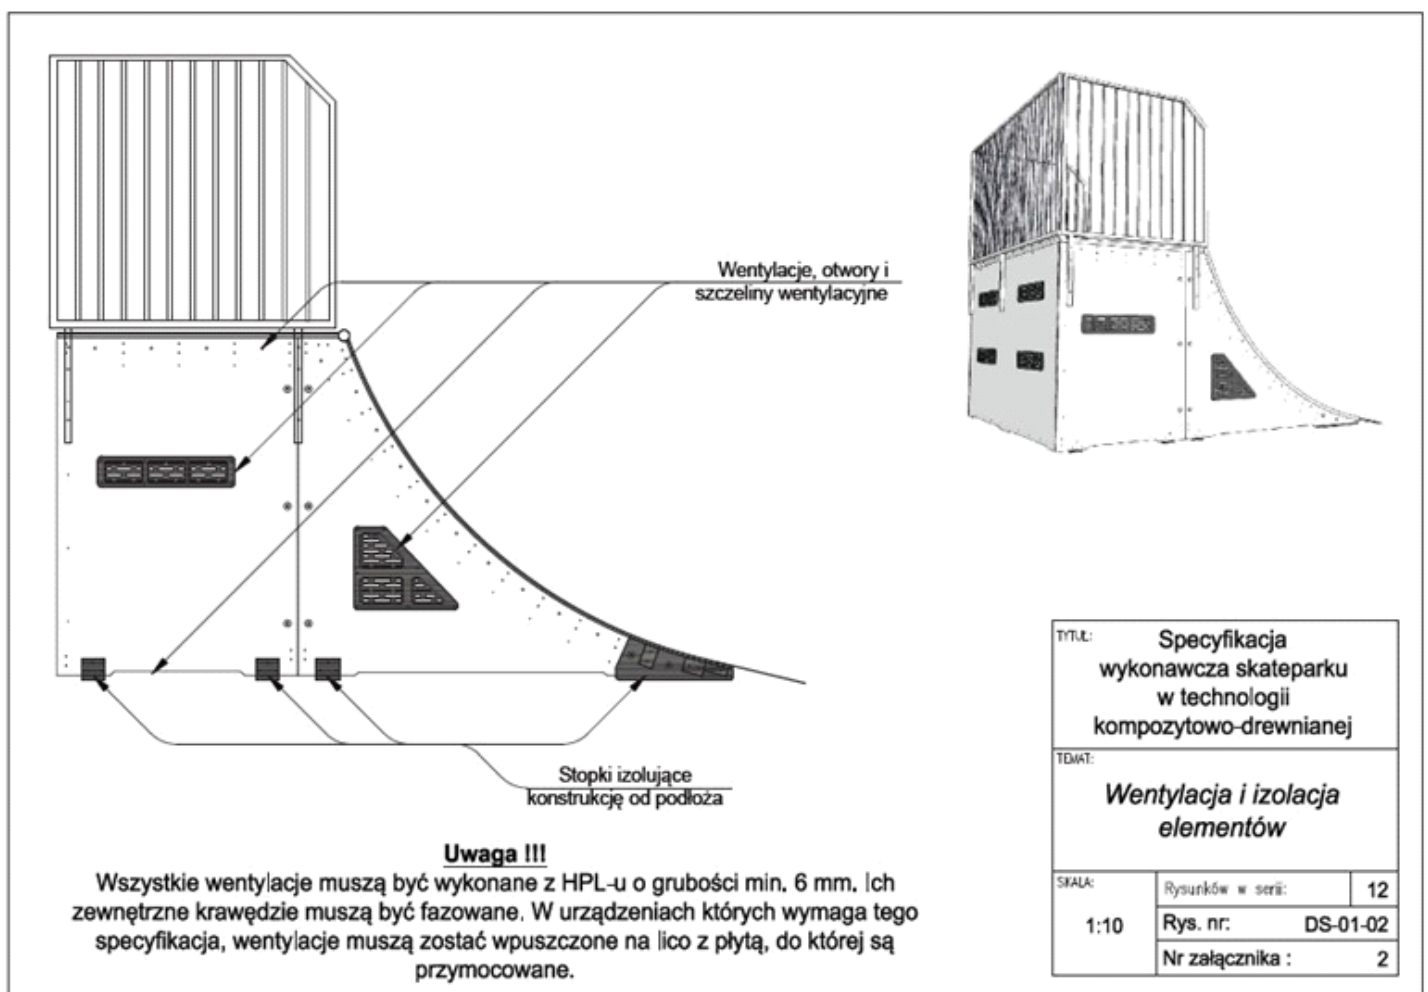 Wentylacje, otwory i
szczeliny wentylacyjne
Stopki izolujące
konstrukcję od podłoża
Uwaga !!!
Wszystkie wentylacje muszą być wykonane z HPL-u o grubości min. 6 mm. Ich
zewnętrzne krawędzie muszą być fazowane. W urządzeniach których wymaga tego
specyfikacja, wentylacje muszą zostać wpuszczone na lico z płytą, do której są
przymocowane.
TYTUŁ:
Specyfikacja
wykonawcza skateparku
w technologii
kompozytowo-drewnianej
TEMAT:
Wentylacja i izolacja
elementów
SKALA:
1:10
Rysunków w serii: 12
Rys. nr: DS-01-02
Nr załącznika : 2